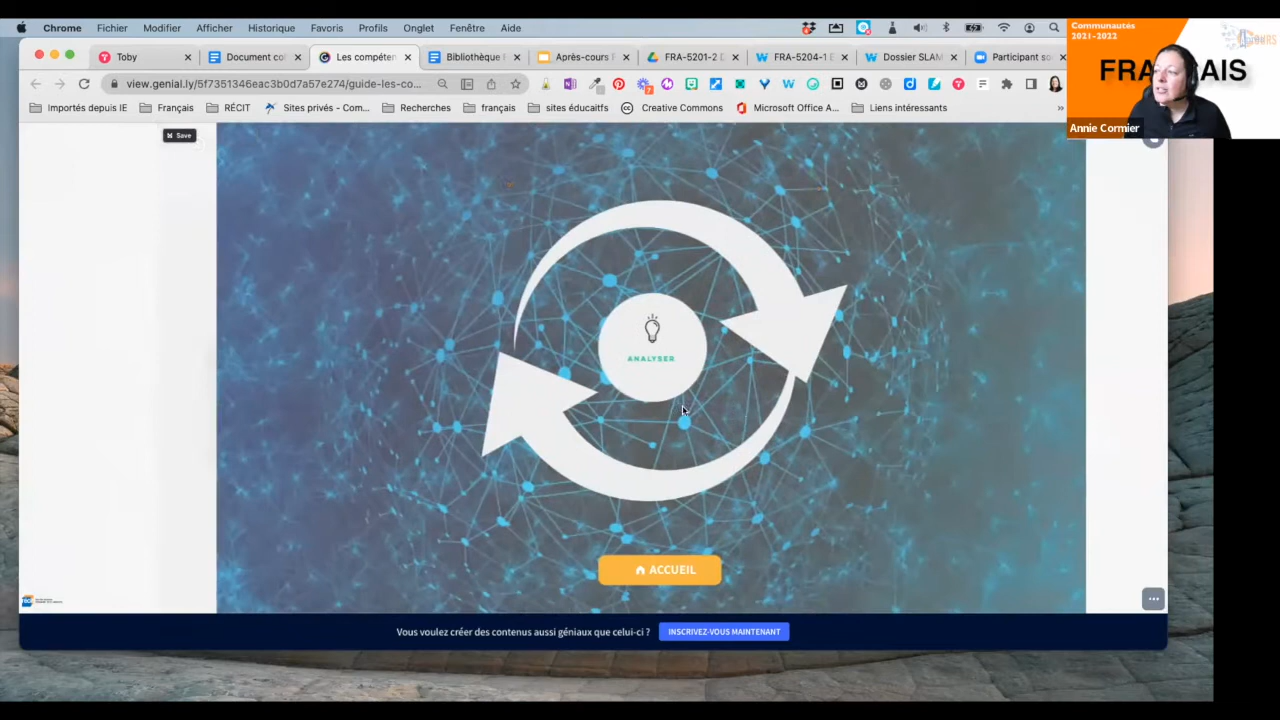 Chrome Fichier Modifier Afficher Historique Favoris Profils Onglet Fenêtre Aide
Communautés
2021-2022
FRA AIS
Annie Cormier
Toby
Document co
Les compéten
Bibliothèque
Après-cours F
FRA-5201-2 D
FRA-5204-1 E
Dossier SLAM
Participant so
view.genial.ly/5f7351346eac3b0d7a57e274/guide-les-co...
Importés depuis IE
Français
RÉCIT
Sites privés - Com...
Recherches
français
sites éducaitfs
Creative Commons
Microsoft Office A...
Liens intéressants
»
Save
ANALYSER
ACCUEIL
Vous voulez créer des contenus aussi géniaux que celui-ci ? INSCRIVEZ-VOUS MAINTENANT